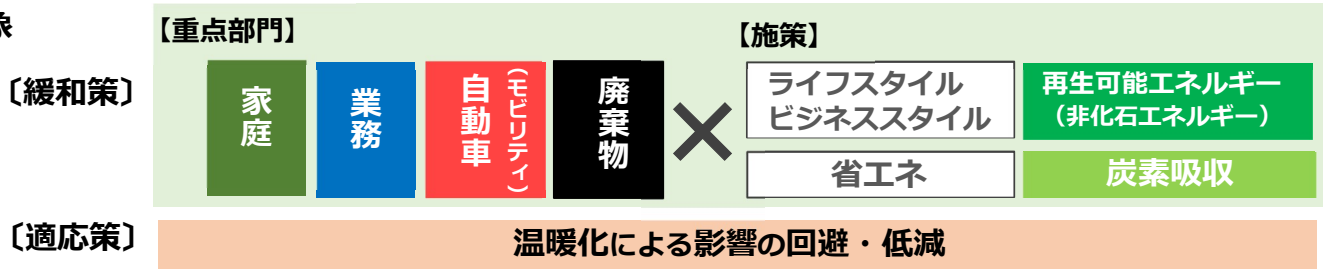 象
【重点部門】
【施策】
〔緩和策〕
家庭
業務
自動車
（モビリティ）
廃棄物
×
ライフスタイル
ビジネススタイル
再生可能エネルギー
（非化石エネルギー）
省エネ
炭素吸収
〔適応策〕
温暖化による影響の回避・低減